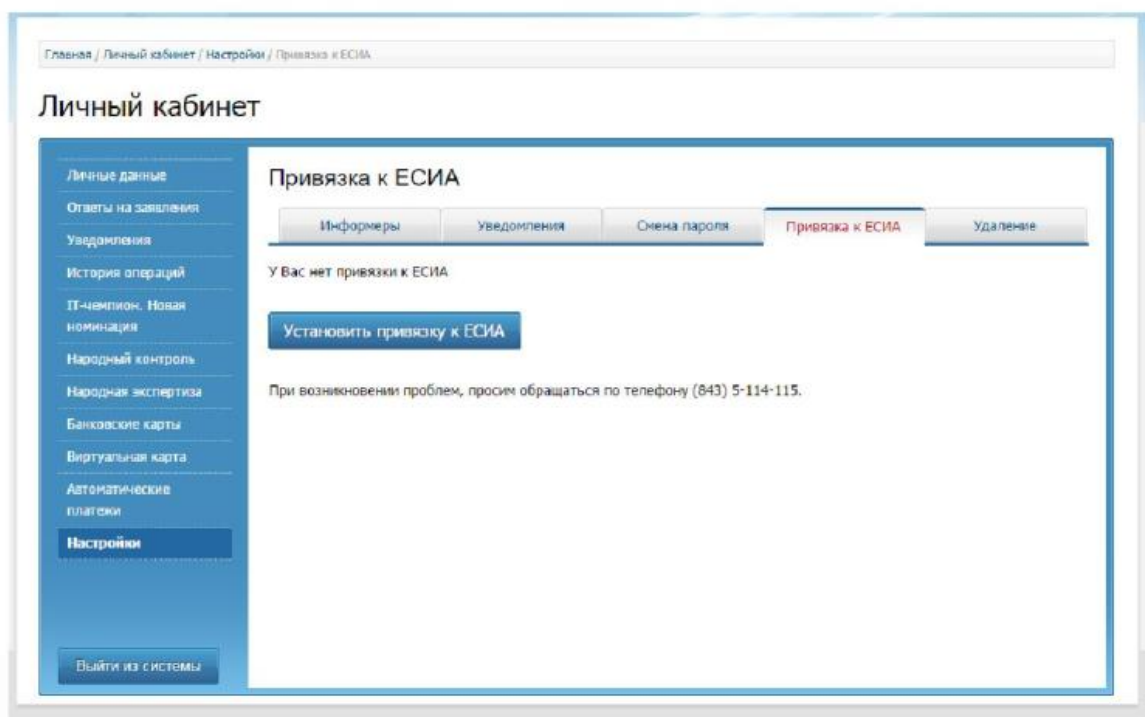 Главная / Личный кабинет / Настройки / Привязка к ЕСИА
Личный кабинет
Личные данные
Ответы на заявления
Уведомления
История операций
IT-чемпион. Новая
номинация
Народный контроль
Народная экспертиза
Банковские карты
Виртуальная карта
Автоматические
платежи
Настройки
Выйти из системы
Привязка к ЕСИА
Информеры Уведомления Смена пароля Привязка к ЕСИА Удаление
У Вас нет привязки к ЕСИА
Установить привязку к ЕСИА
При возникновении проблем, просим обращаться по телефону (843) 5-114-115.